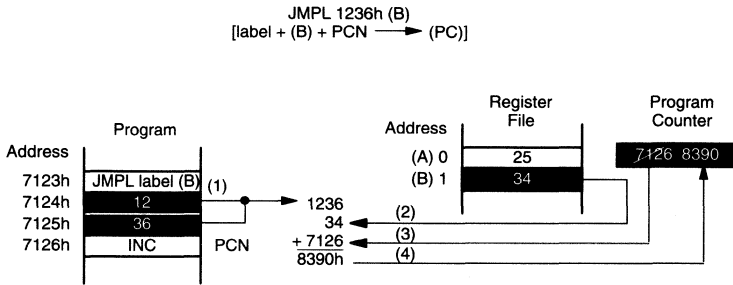 JMPL 1236h (B)
[label + (B) + PCN ⟶ (PC)]
Register File
Program Counter
Program
Address
Address
(A) 0 25
7126 8390
(B) 1 34
7123h JMPL label (B) (1)
7124h 12
7125h 36
7126h INC PCN
1236
34 (2)
+ 7126 (3)
8390h (4)